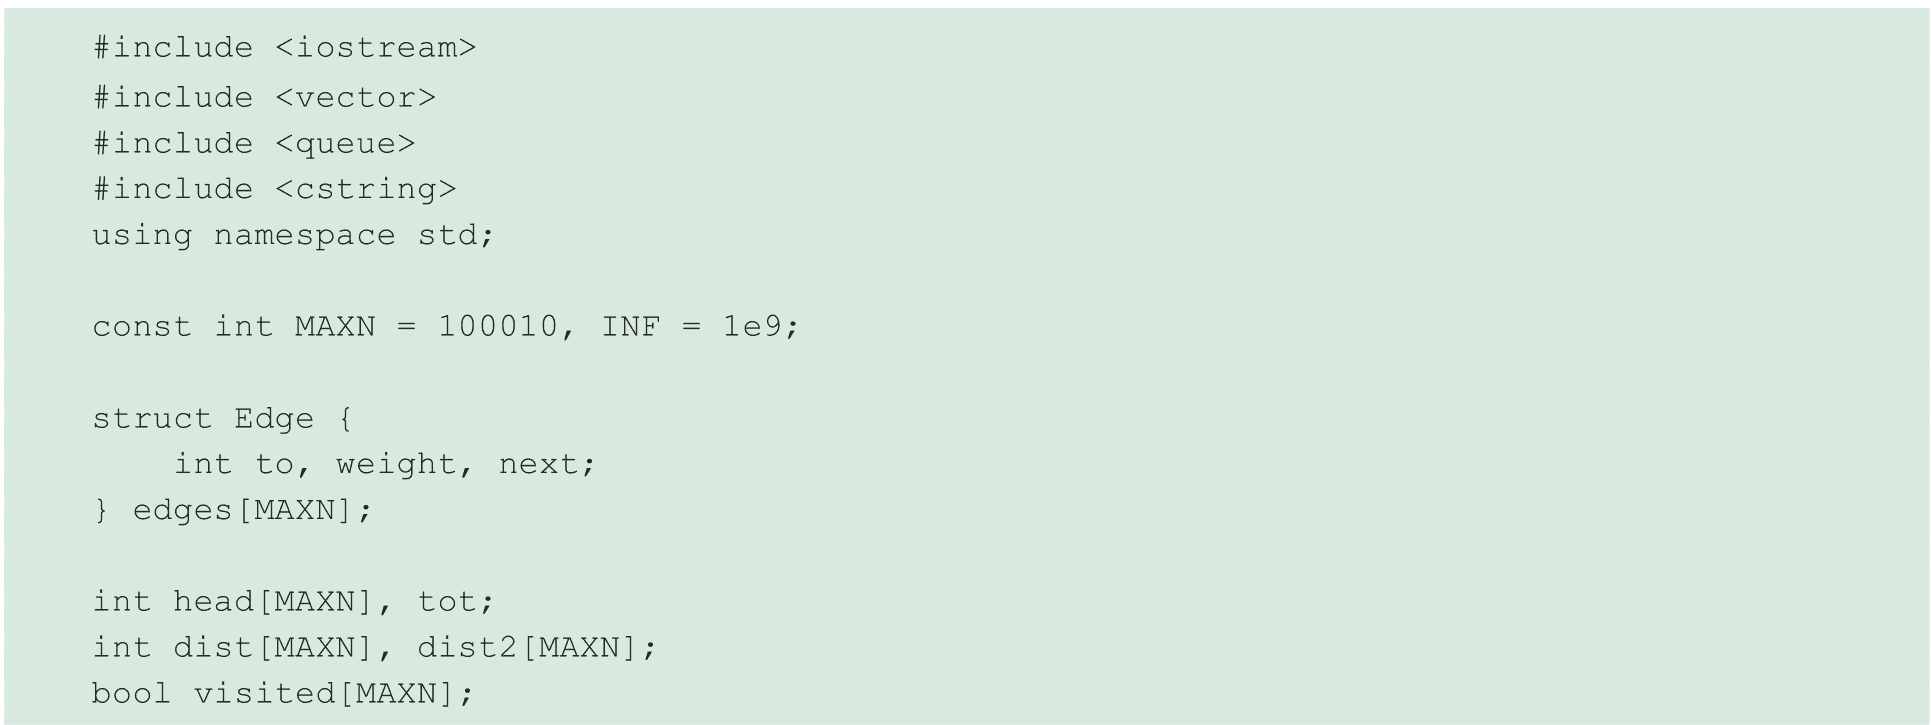 #include <iostream>
#include <vector>
#include <queue>
#include <cstring>
using namespace std;
const int MAXN = 100010, INF = 1e9;
struct Edge {
    int to, weight, next;
} edges[MAXN];
int head[MAXN], tot;
int dist[MAXN], dist2[MAXN];
bool visited[MAXN];